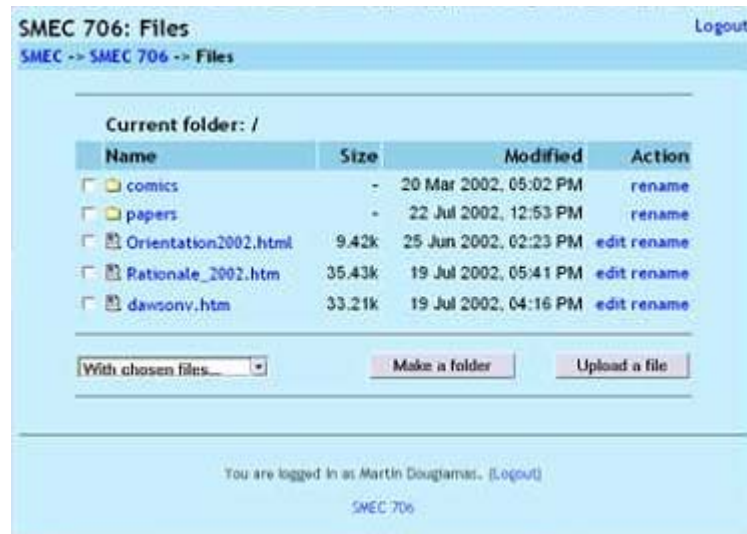 SMEC 706: Files Logout
SMEC -> SMEC 706 -> Files
Current folder: /
Name Size Modified Action
comics - 20 Mar 2002, 05:02 PM rename
papers - 22 Jul 2002, 12:53 PM rename
Orientation2002.html 9.42k 25 Jun 2002, 02:23 PM edit rename
Rationale_2002.htm 35.43k 19 Jul 2002, 05:41 PM edit rename
dawsonv.htm 33.21k 19 Jul 2002, 04:16 PM edit rename
With chosen files... Make a folder Upload a file
You are logged in as Martin Dougiamas. (Logout)
SMEC 706